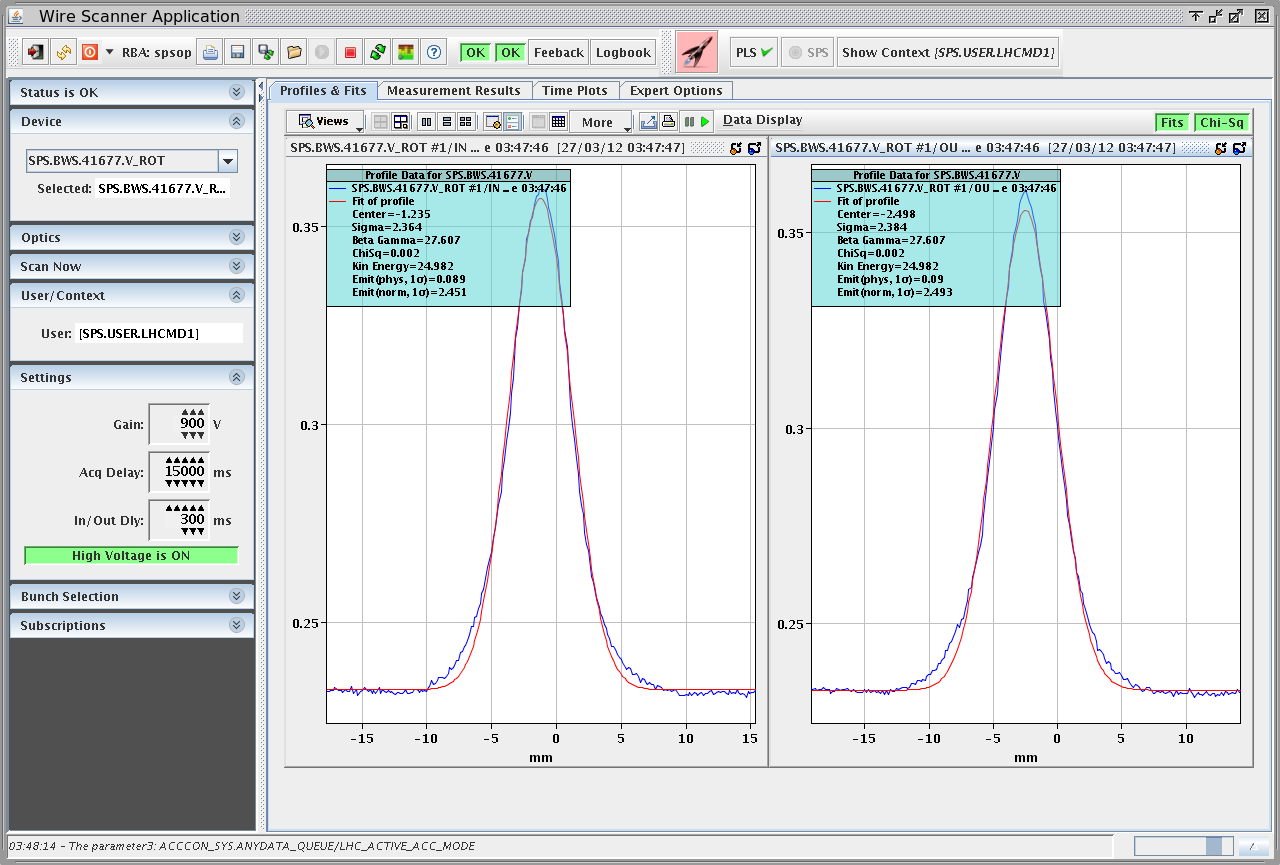 Wire Scanner Application
RBA: spsop
OK
OK
Feeback
Logbook
PLS
SPS
Show Context [SPS.USER.LHCMD1]
Status is OK
Device
SPS.BWS.41677.V_ROT
Selected: SPS.BWS.41677.V_R...
Optics
Scan Now
User/Context
User: [SPS.USER.LHCMD1]
Settings
Gain: 900 V
Acq Delay: 15000 ms
In/Out Dly: 300 ms
High Voltage is ON
Bunch Selection
Subscriptions
Profiles & Fits
Measurement Results
Time Plots
Expert Options
Views
More
Data Display
Fits
Chi-Sq
SPS.BWS.41677.V_ROT #1/IN ... e 03:47:46 [27/03/12 03:47:47]
Profile Data for SPS.BWS.41677.V
SPS.BWS.41677.V_ROT #1/IN ... e 03:47:46
Fit of profile
Center=-1.235
Sigma=2.364
Beta Gamma=27.607
ChiSq=0.002
Kin Energy=24.982
Emit(phys, 1σ)=0.089
Emit(norm, 1σ)=2.451
0.35
0.3
0.25
-15
-10
-5
0
5
10
15
mm
SPS.BWS.41677.V_ROT #1/OU ... e 03:47:46 [27/03/12 03:47:47]
Profile Data for SPS.BWS.41677.V
SPS.BWS.41677.V_ROT #1/OU ... e 03:47:46
Fit of profile
Center=-2.498
Sigma=2.384
Beta Gamma=27.607
ChiSq=0.002
Kin Energy=24.982
Emit(phys, 1σ)=0.09
Emit(norm, 1σ)=2.493
0.35
0.3
0.25
-15
-10
-5
0
5
10
mm
03:48:14 - The parameter3: ACCCON_SYS.ANYDATA_QUEUE/LHC_ACTIVE_ACC_MODE